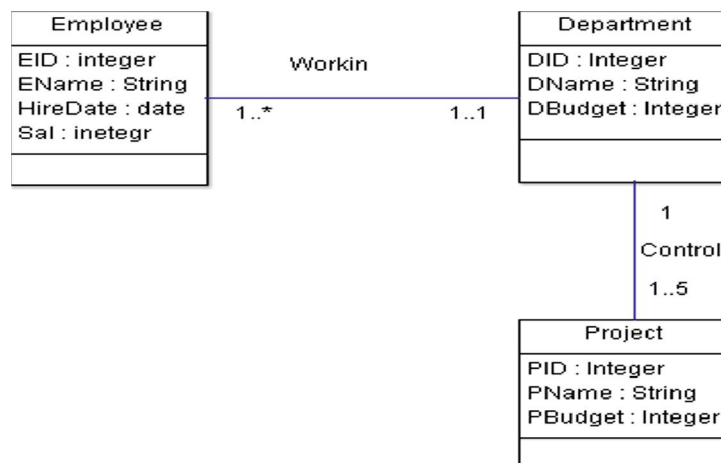 Employee
EID : integer
EName : String
HireDate : date
Sal : inetegr
Workin
1..*
1..1
Department
DID : Integer
DName : String
DBudget : Integer
1
Control
1..5
Project
PID : Integer
PName : String
PBudget : Integer